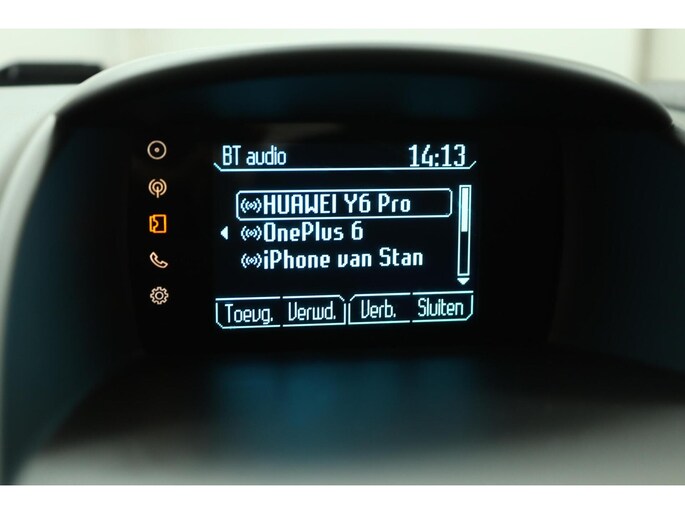 BT audio 14:13
HUAWEI Y6 Pro
OnePlus 6
iPhone van Stan
Toevg. Verwd. Verb. Sluiten